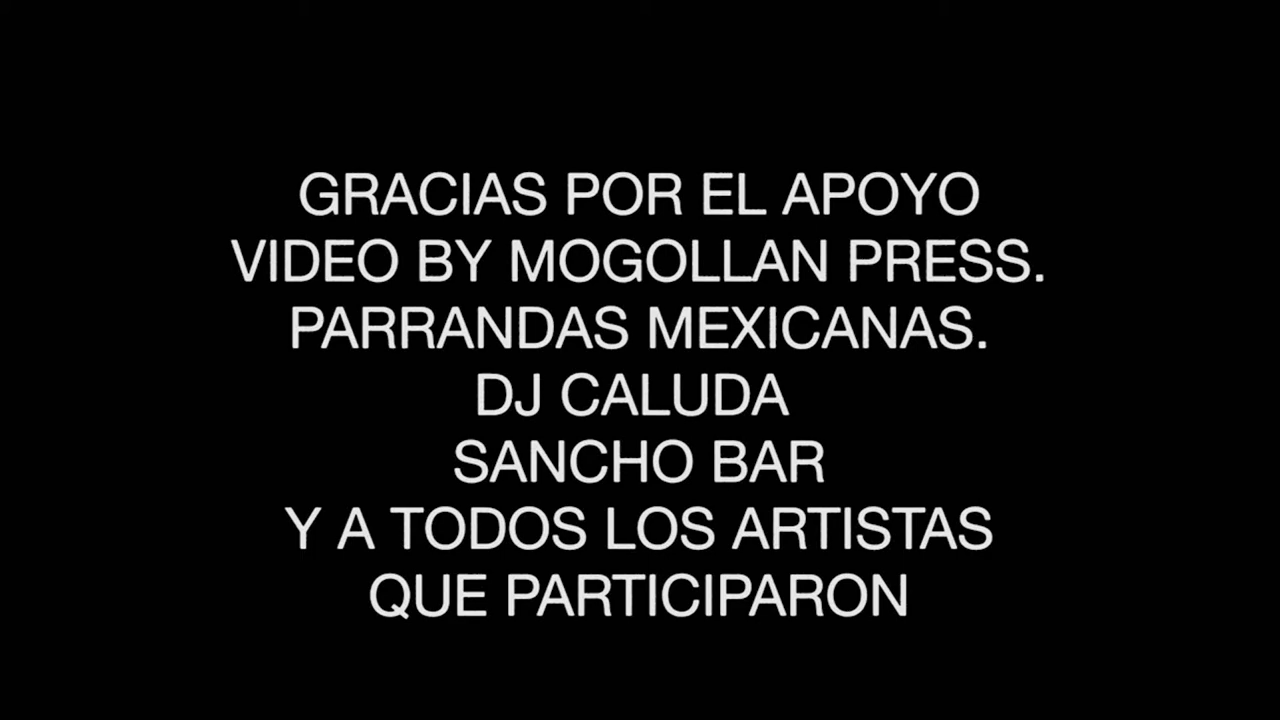 GRACIAS POR EL APOYO
VIDEO BY MOGOLLAN PRESS.
PARRANDAS MEXICANAS.
DJ CALUDA
SANCHO BAR
Y A TODOS LOS ARTISTAS
QUE PARTICIPARON